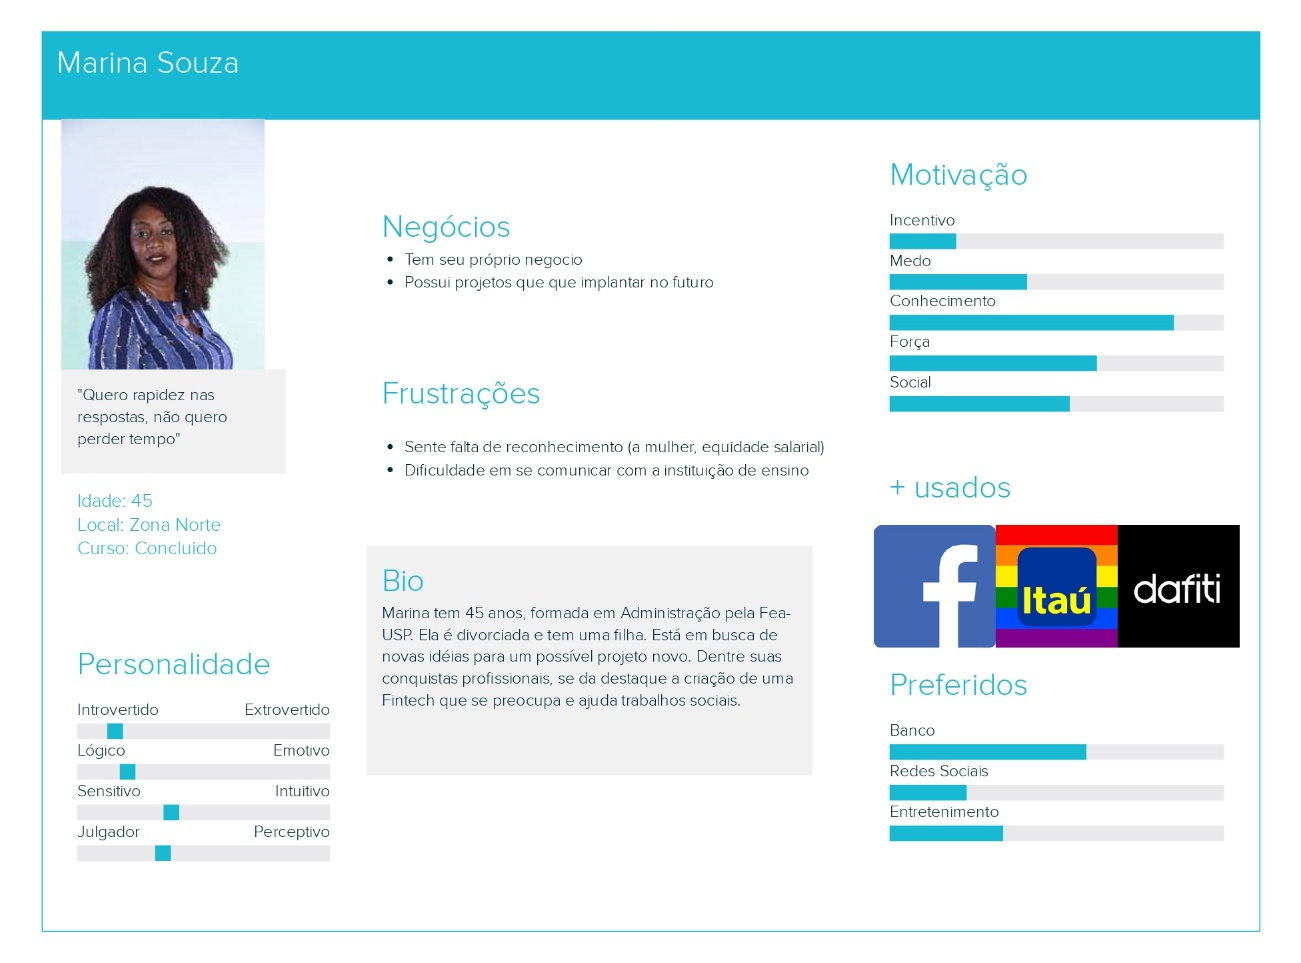 Marina Souza
"Quero rapidez nas
respostas, não quero
perder tempo"
Idade: 45
Local: Zona Norte
Curso: Concluido
Personalidade
Introvertido Extrovertido
Lógico Emotivo
Sensitivo Intuitivo
Julgador Perceptivo
Negócios
• Tem seu próprio negocio
• Possui projetos que que implantar no futuro
Frustrações
• Sente falta de reconhecimento (a mulher, equidade salarial)
• Dificuldade em se comunicar com a instituição de ensino
Bio
Marina tem 45 anos, formada em Administração pela Fea-
USP. Ela é divorciada e tem uma filha. Está em busca de
novas idéias para um possível projeto novo. Dentre suas
conquistas profissionais, se da destaque a criação de uma
Fintech que se preocupa e ajuda trabalhos sociais.
Motivação
Incentivo
Medo
Conhecimento
Força
Social
+ usados
f Itaú dafiti
Preferidos
Banco
Redes Sociais
Entretenimento